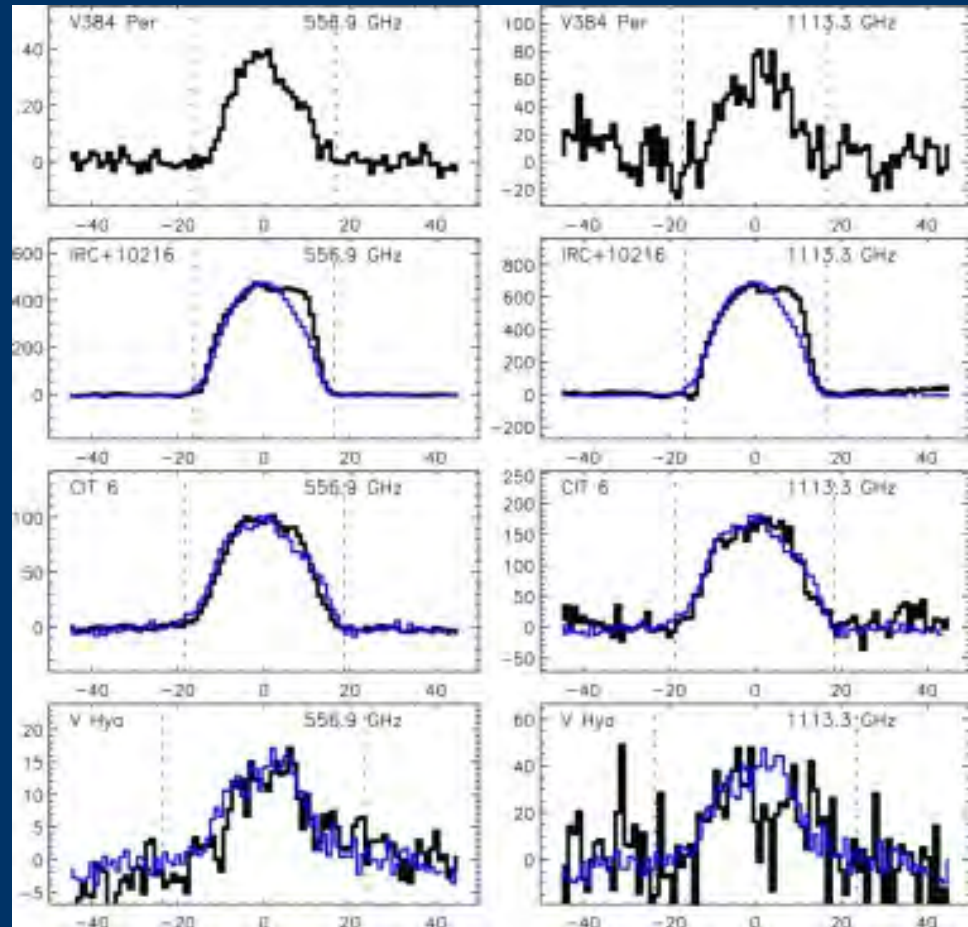 V384 Per 556.9 GHz
40
20
0
−40 −20 0 20 40
V384 Per 1113.3 GHz
100
80
60
40
20
0
−20
−40 −20 0 20 40
IRC+10216 556.9 GHz
600
400
200
0
−40 −20 0 20 40
IRC+10216 1113.3 GHz
800
600
400
200
0
−200
−40 −20 0 20 40
CIT 6 556.9 GHz
100
50
0
−40 −20 0 20 40
CIT 6 1113.3 GHz
250
200
150
100
50
0
−50
−40 −20 0 20 40
V Hya 556.9 GHz
20
15
10
5
0
−5
−40 −20 0 20 40
V Hya 1113.3 GHz
60
40
20
0
−40 −20 0 20 40